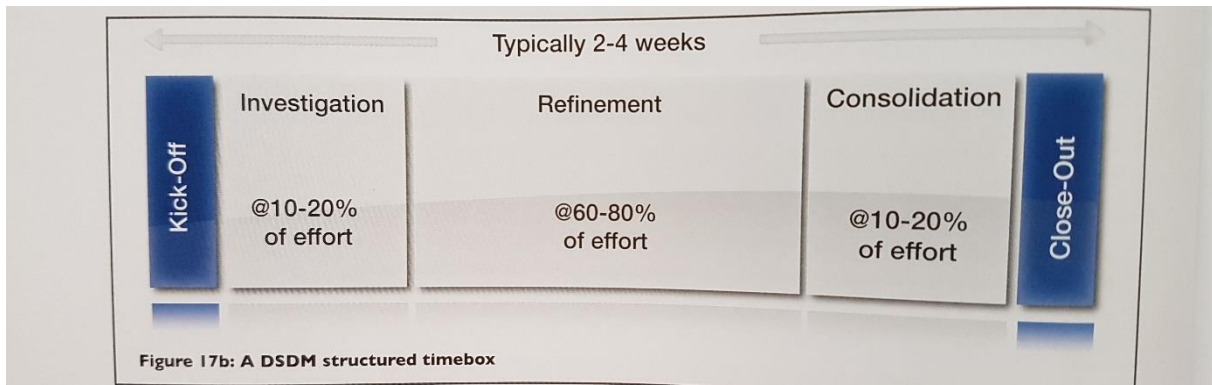 Typically 2-4 weeks
Kick-Off
Investigation
@10-20%
of effort
Refinement
@60-80%
of effort
Consolidation
@10-20%
of effort
Close-Out
Figure 17b: A DSDM structured timebox